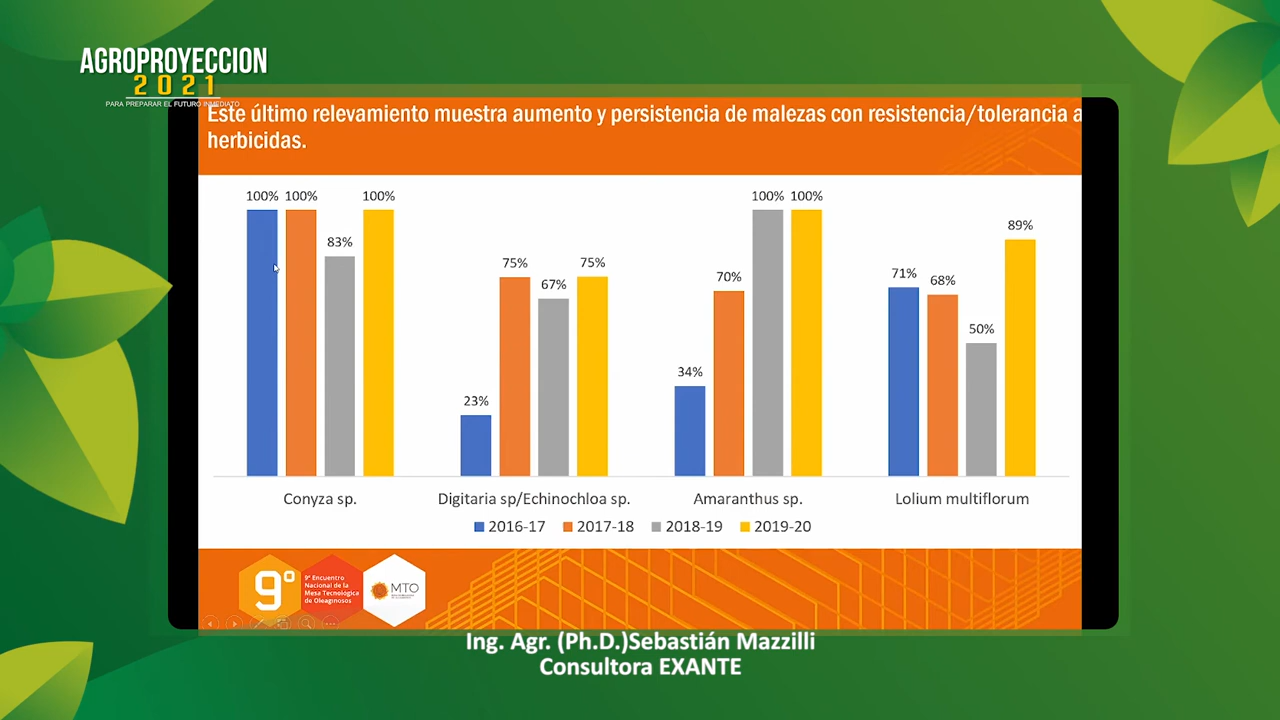 AGROPROYECCION
2021
PARA PREPARAR EL FUTURO INMEDIATO
Este último relevamiento muestra aumento y persistencia de malezas con resistencia/tolerancia a
herbicidas.
100% 100% 83% 100%
23% 75% 67% 75%
34% 70% 100% 100%
71% 68% 50% 89%
Conyza sp. Digitaria sp/Echinochloa sp. Amaranthus sp. Lolium multiflorum
2016-17 2017-18 2018-19 2019-20
9º
9º Encuentro
Nacional de la
Mesa Tecnológica
de Oleaginosos
MTO
Ing. Agr. (Ph.D.)Sebastián Mazzilli
Consultora EXANTE